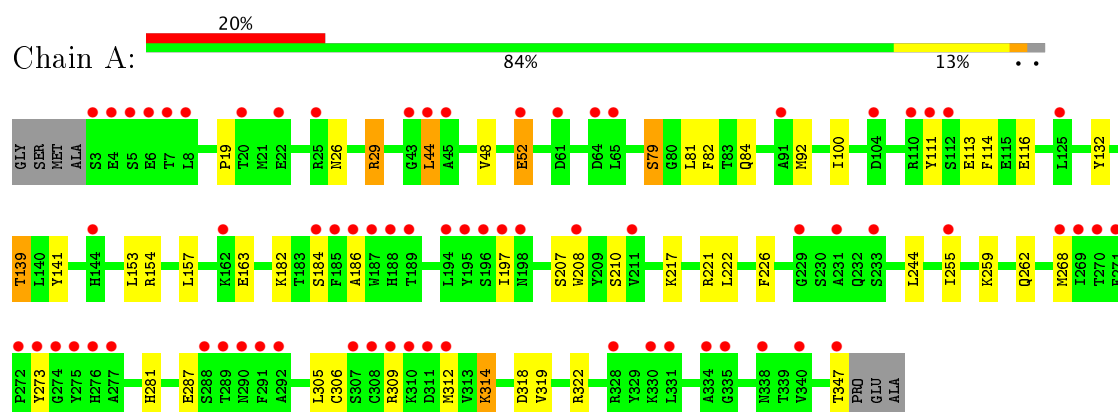 20%
Chain A:
84% 13% • •
GLY SER MET ALA S3 E4 S5 E6 T7 L8 P19 T20 M21 E22 R25 N26 R29 G43 L44 A45 V48 E52 D61 D64 L65 S79 G80 L81 F82 T83 Q84 A91 M92 I100 D104 R110 Y111 S112 E113 F114 E115 E116 L125 Y132
T139 L140 Y141 H144 L153 R154 L157 K162 E163 K182 T183 S184 F185 A186 W187 H188 T189 L194 Y195 S196 I197 N198 S207 W208 Y209 S210 V211 K217 R221 L222 F226 G229 S230 A231 Q232 S233 L244 I255 K259 Q262 M268 I269 T270
P272 Y273 G274 Y275 H276 A277 H281 E287 S288 T289 N290 F291 A292 L305 C306 S307 C308 R309 K310 D311 M312 V313 K314 D318 V319 R322 R328 Y329 K330 L331 A334 G335 N338 T339 V340 T347 PRO GLU ALA